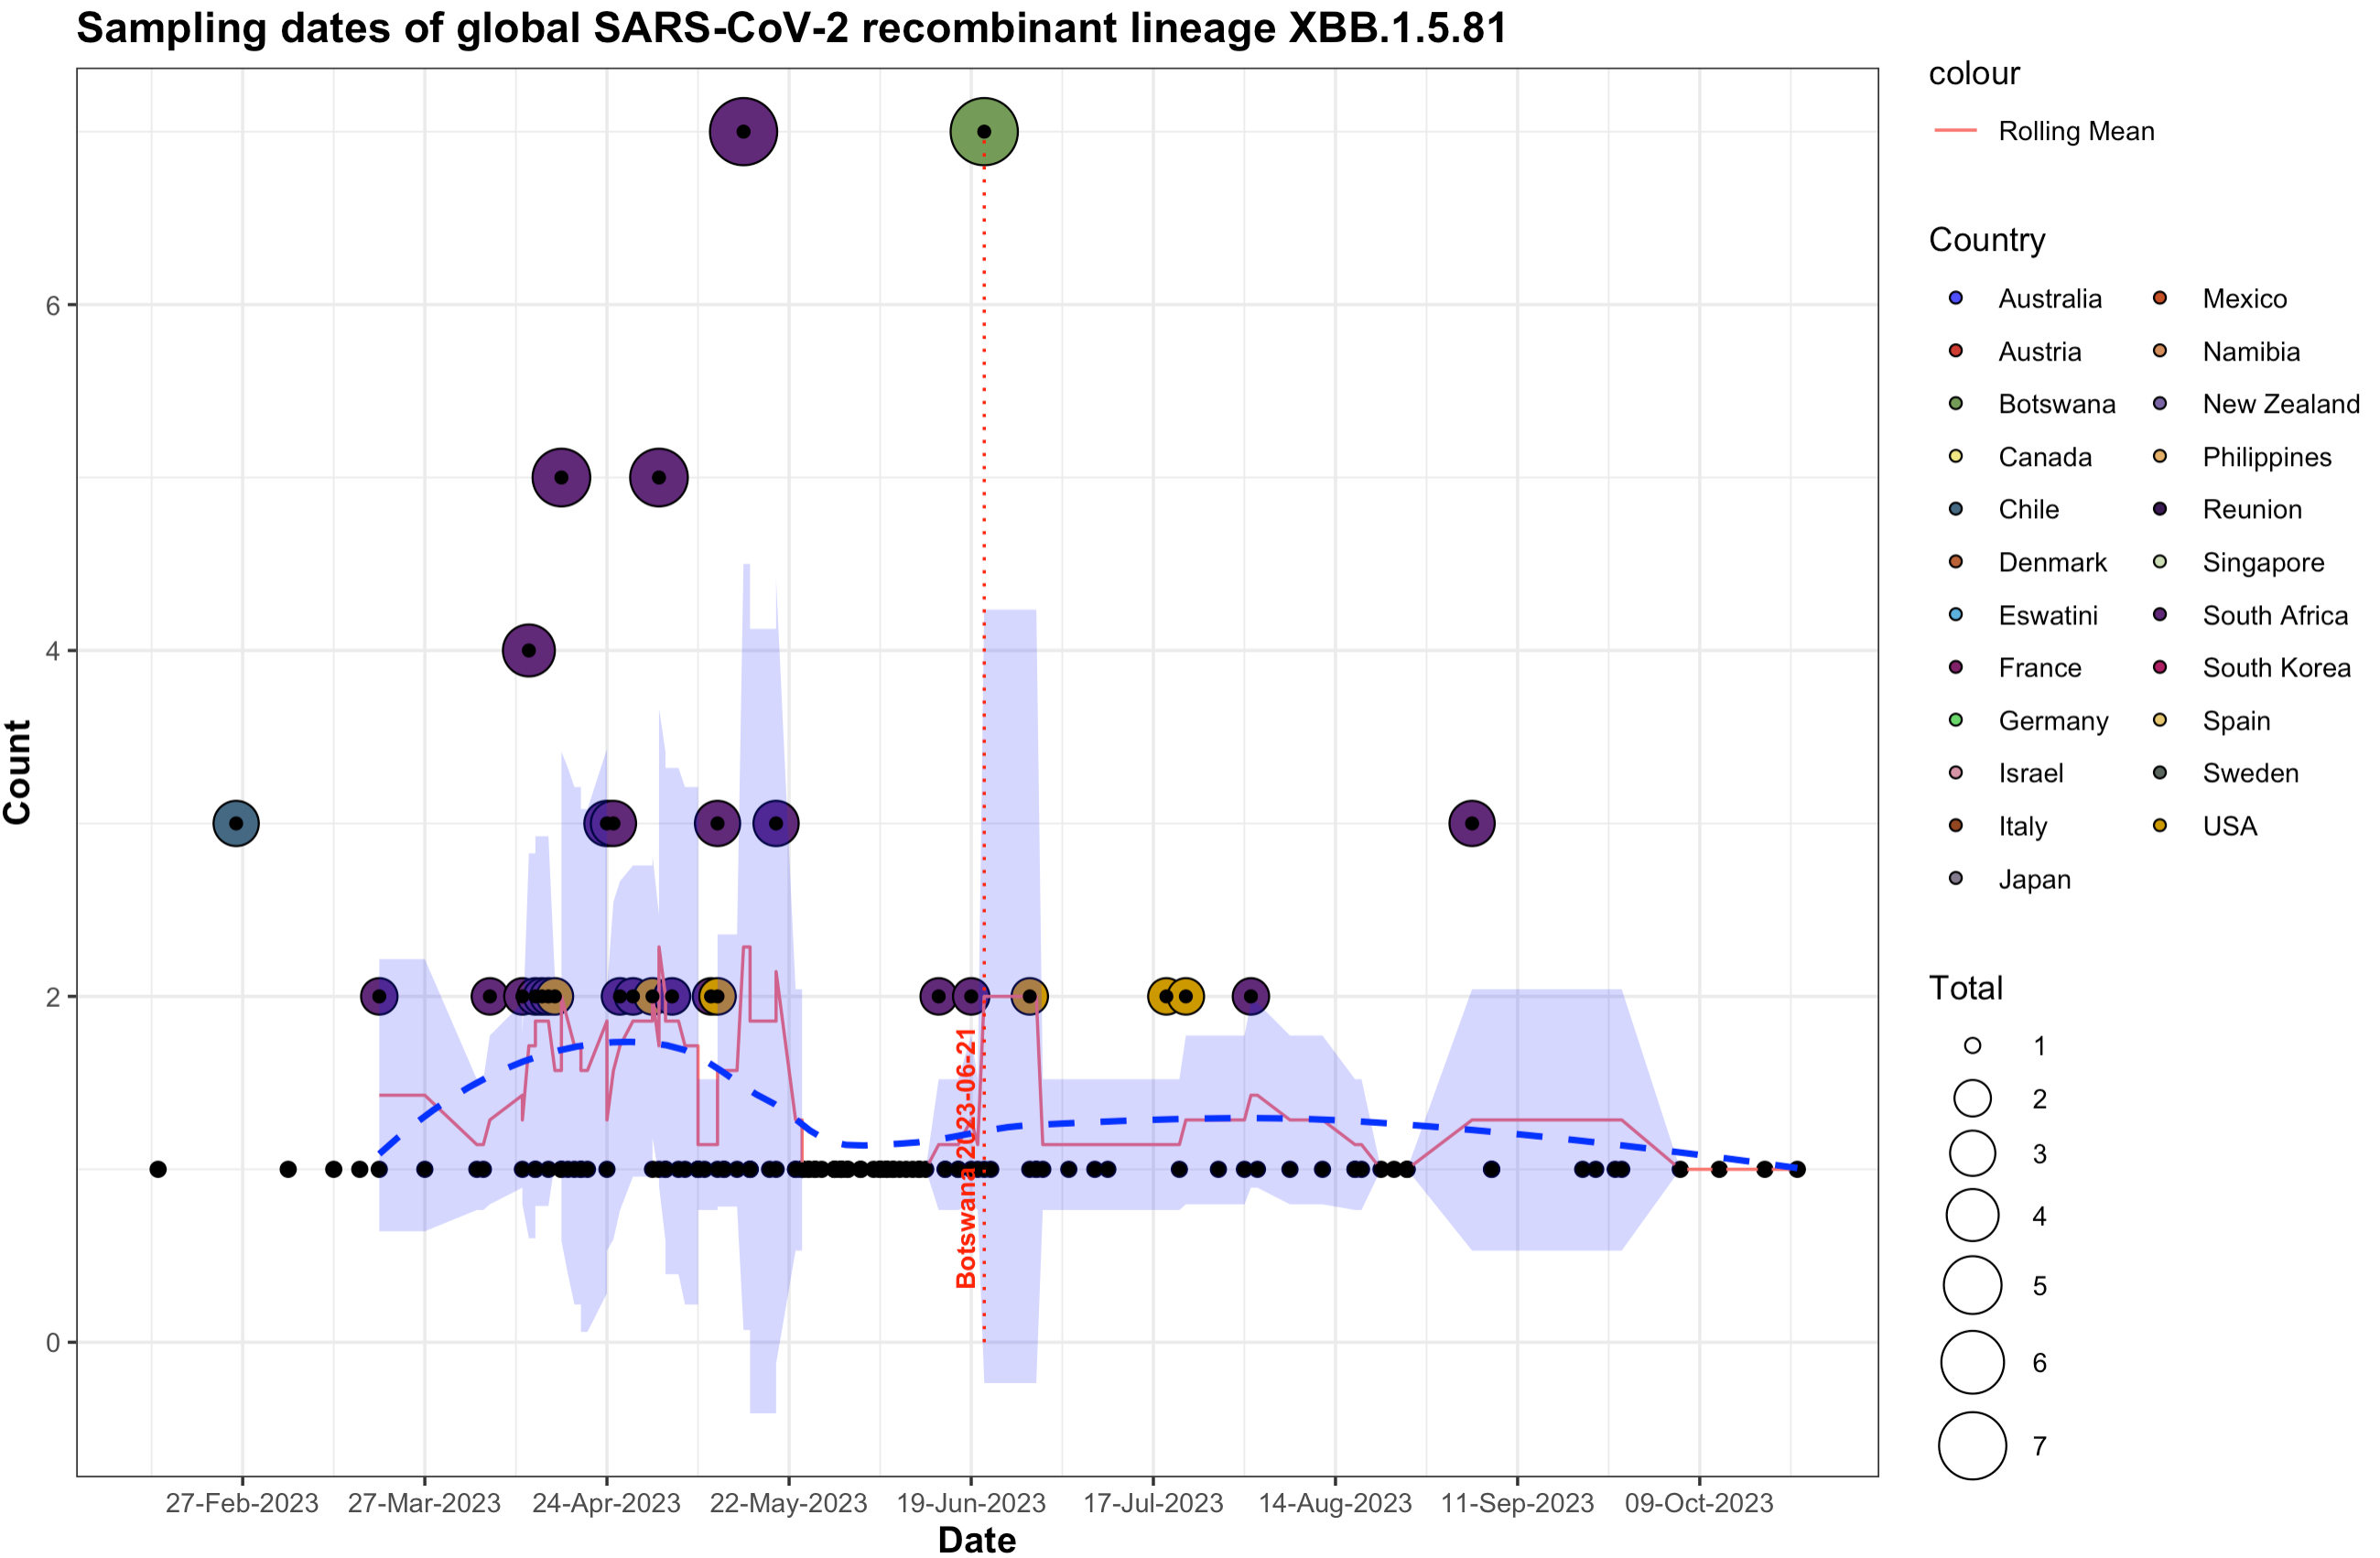 Sampling dates of global SARS-CoV-2 recombinant lineage XBB.1.5.81
Count
6
4
2
0
Botswana 2023-06-21
27-Feb-2023
27-Mar-2023
24-Apr-2023
22-May-2023
19-Jun-2023
17-Jul-2023
14-Aug-2023
11-Sep-2023
09-Oct-2023
Date
colour
Rolling Mean
Country
Australia
Austria
Botswana
Canada
Chile
Denmark
Eswatini
France
Germany
Israel
Italy
Japan
Mexico
Namibia
New Zealand
Philippines
Reunion
Singapore
South Africa
South Korea
Spain
Sweden
USA
Total
1
2
3
4
5
6
7